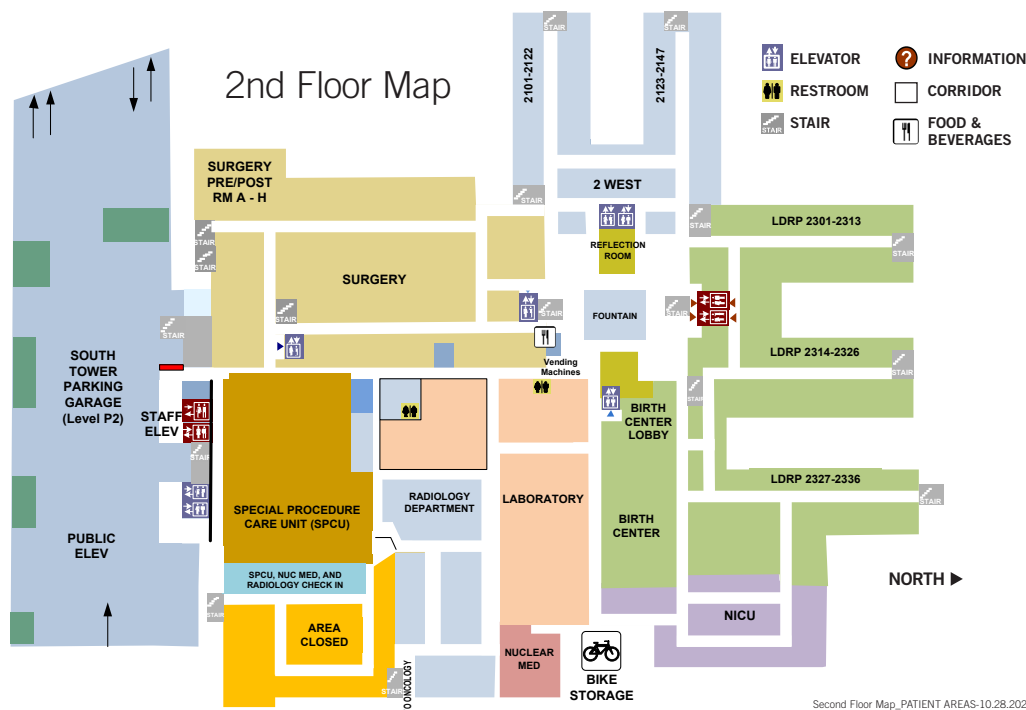 2nd Floor Map
ELEVATOR
RESTROOM
STAIR
STAIR
?
INFORMATION
CORRIDOR
FOOD &
BEVERAGES
STAIR
STAIR
2101-2122
2123-2147
STAIR
2 WEST
REFLECTION
ROOM
SURGERY
PRE/POST
RM A - H
STAIR
STAIR
SURGERY
STAIR
STAIR
STAIR
FOUNTAIN
STAIR
LDRP 2301-2313
STAIR
STAIR
LDRP 2314-2326
STAIR
STAIR
Vending
Machines
SOUTH
TOWER
PARKING
GARAGE
(Level P2)
STAFF
ELEV
STAIR
PUBLIC
ELEV
BIRTH
CENTER
LOBBY
BIRTH
CENTER
LDRP 2327-2336
STAIR
SPECIAL PROCEDURE
CARE UNIT (SPCU)
RADIOLOGY
DEPARTMENT
LABORATORY
SPCU, NUC MED, AND
RADIOLOGY CHECK IN
STAIR
AREA
CLOSED
STAIR
OONCOLOGY
NUCLEAR
MED
BIKE
STORAGE
NICU
NORTH
Second Floor Map_PATIENT AREAS-10.28.202